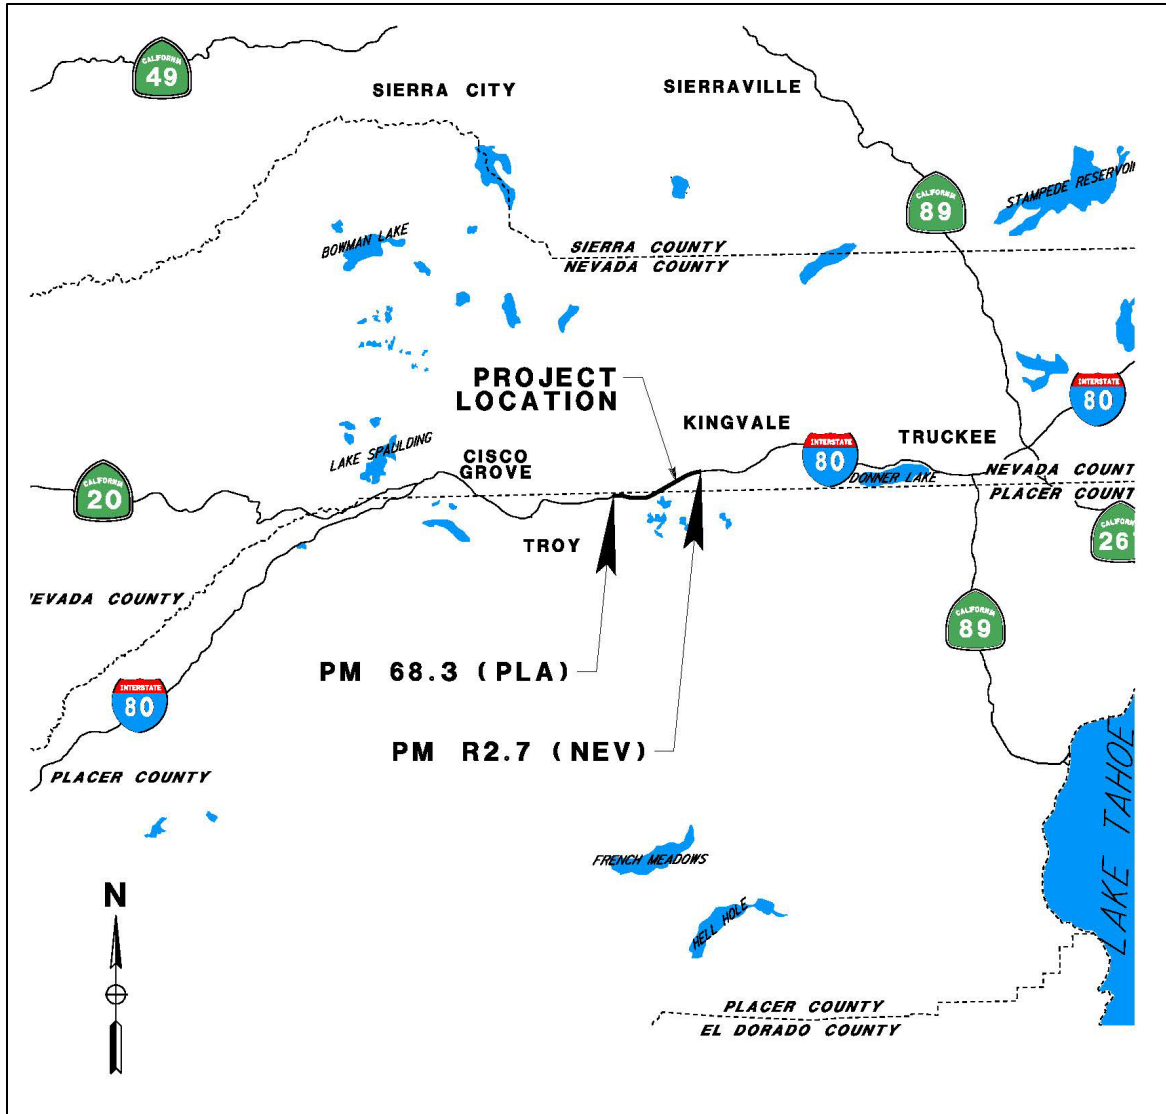 CALIFORNIA
49
SIERRA CITY
SIERRAVILLE
STAMPEDE RESERVOI
CALIFORNIA
89
BOWMAN LAKE
SIERRA COUNTY
NEVADA COUNTY
PROJECT
LOCATION
INTERSTATE
80
KINGVALE
TRUCKEE
LAKE SPAULDING
CISCO
GROVE
INTERSTATE
80
DONNER LAKE
NEVADA COUNT
PLACER COUNT
CALIFORNIA
20
CALIFORN
26
TROY
NEVADA COUNTY
CALIFORNIA
89
PM 68.3 (PLA)
INTERSTATE
80
PM R2.7 (NEV)
PLACER COUNTY
LAKE TAHOE
FRENCH MEADOWS
HELL HOLE
N
PLACER COUNTY
EL DORADO COUNTY